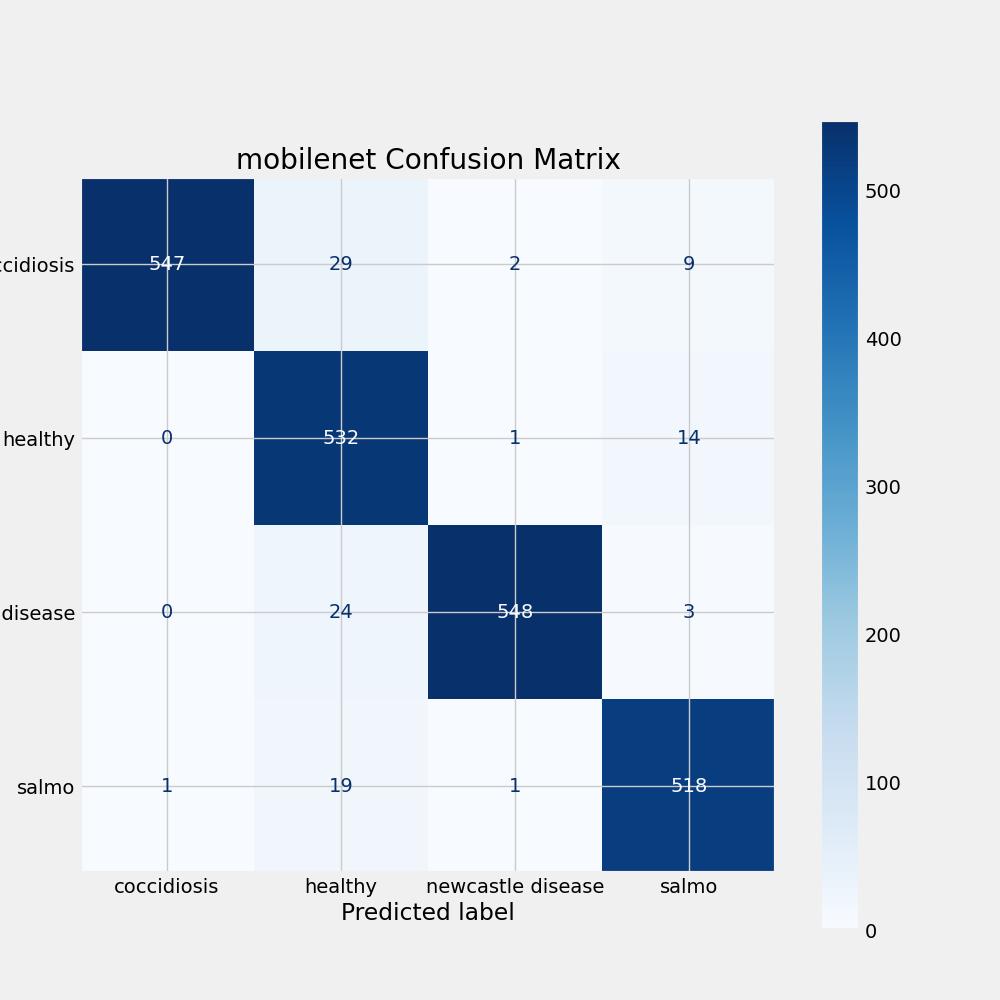 mobilenet Confusion Matrix
500
400
300
200
100
0
ccidiosis 547 29 2 9
healthy 0 532 1 14
disease 0 24 548 3
salmo 1 19 1 518
coccidiosis healthy newcastle disease salmo
Predicted label